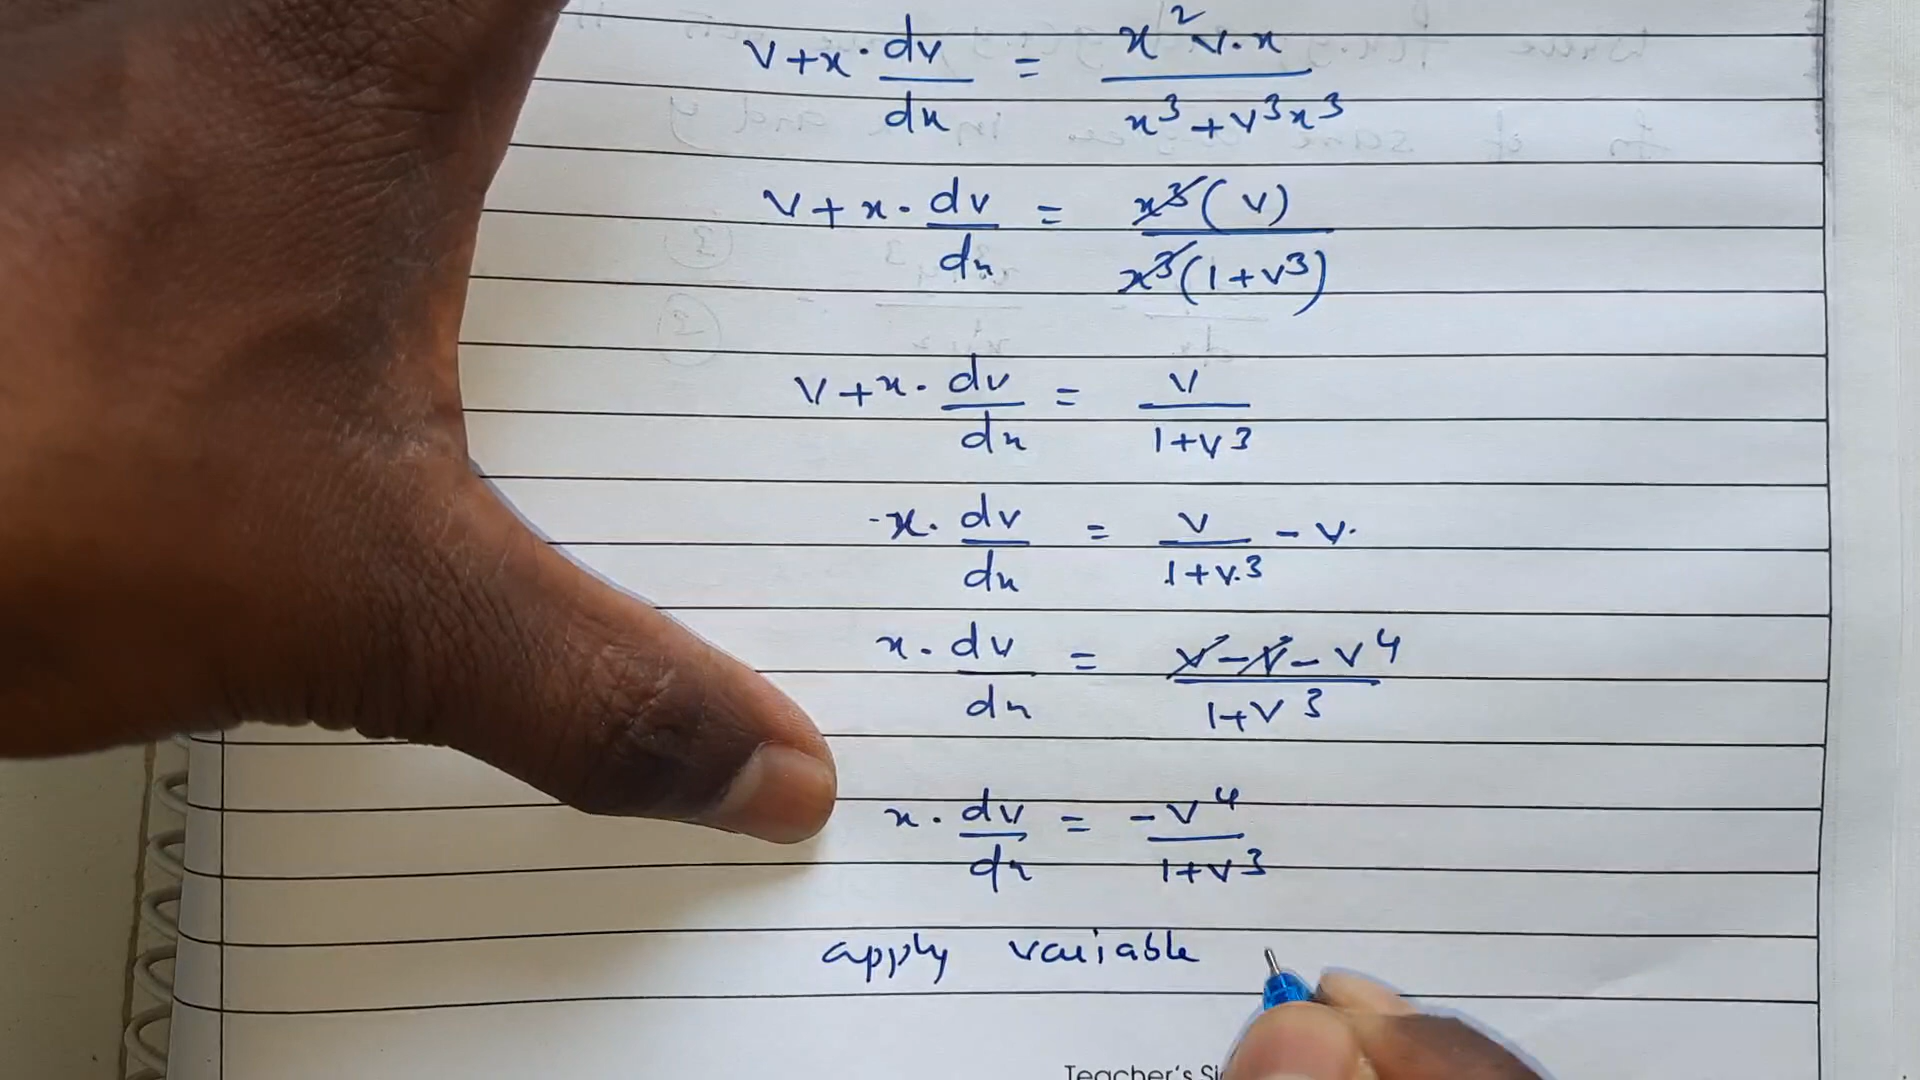 v+x·dv/dx = x²v·x/x³+v³x³
v+x·dv/dx = x³(v)/x³(1+v³)
v+x·dv/dx = v/1+v³
x·dv/dx = v/1+v³ - v
x·dv/dx = v-v-v⁴/1+v³
x·dv/dx = -v⁴/1+v³
apply variable
Teacher's